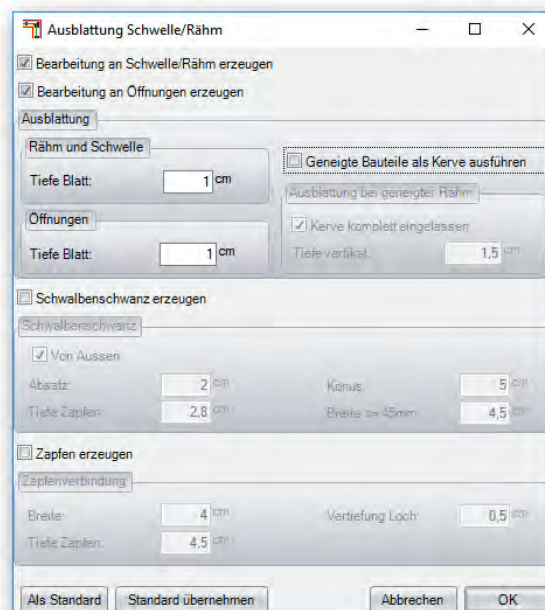 Ausblattung Schwelle/Rähm
Bearbeitung an Schwelle/Rähm erzeugen
Bearbeitung an Öffnungen erzeugen
Ausblattung
Rähm und Schwelle
Tiefe Blatt: 1 cm
Geneigte Bauteile als Kerve ausführen
Ausblattung bei geneigter Rähm
Kerve komplett eingelassen
Tiefe vertikal: 1,5 cm
Öffnungen
Tiefe Blatt: 1 cm
Schwalbenschwanz erzeugen
Schwalbenschwanz
Von Aussen
Absatz: 2 cm Konus: 5 cm
Tiefe Zapfen: 2,8 cm Breite >= 45mm: 4,5 cm
Zapfen erzeugen
Zapfenverbindung
Breite: 4 cm Vertiefung Loch: 0,5 cm
Tiefe Zapfen: 4,5 cm
Als Standard Standard übernehmen Abbrechen OK